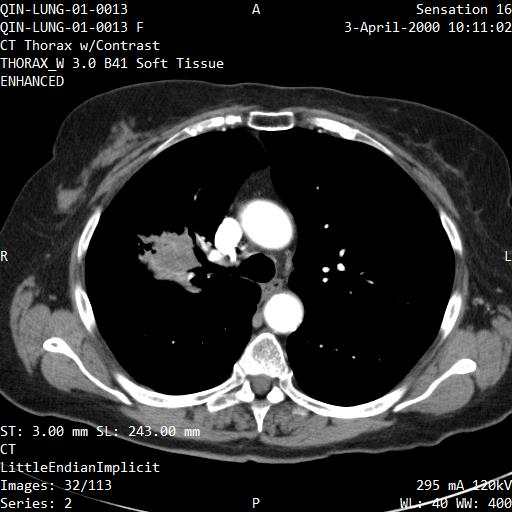 QIN-LUNG-01-0013
A
Sensation 16
QIN-LUNG-01-0013 F
3-April-2000 10:11:02
CT Thorax w/Contrast
THORAX_W 3.0 B41 Soft Tissue
ENHANCED
R
L
ST: 3.00 mm SL: 243.00 mm
CT
LittleEndianImplicit
Images: 32/113
295 mA 120kV
Series: 2
P
WL: 40 WW: 400